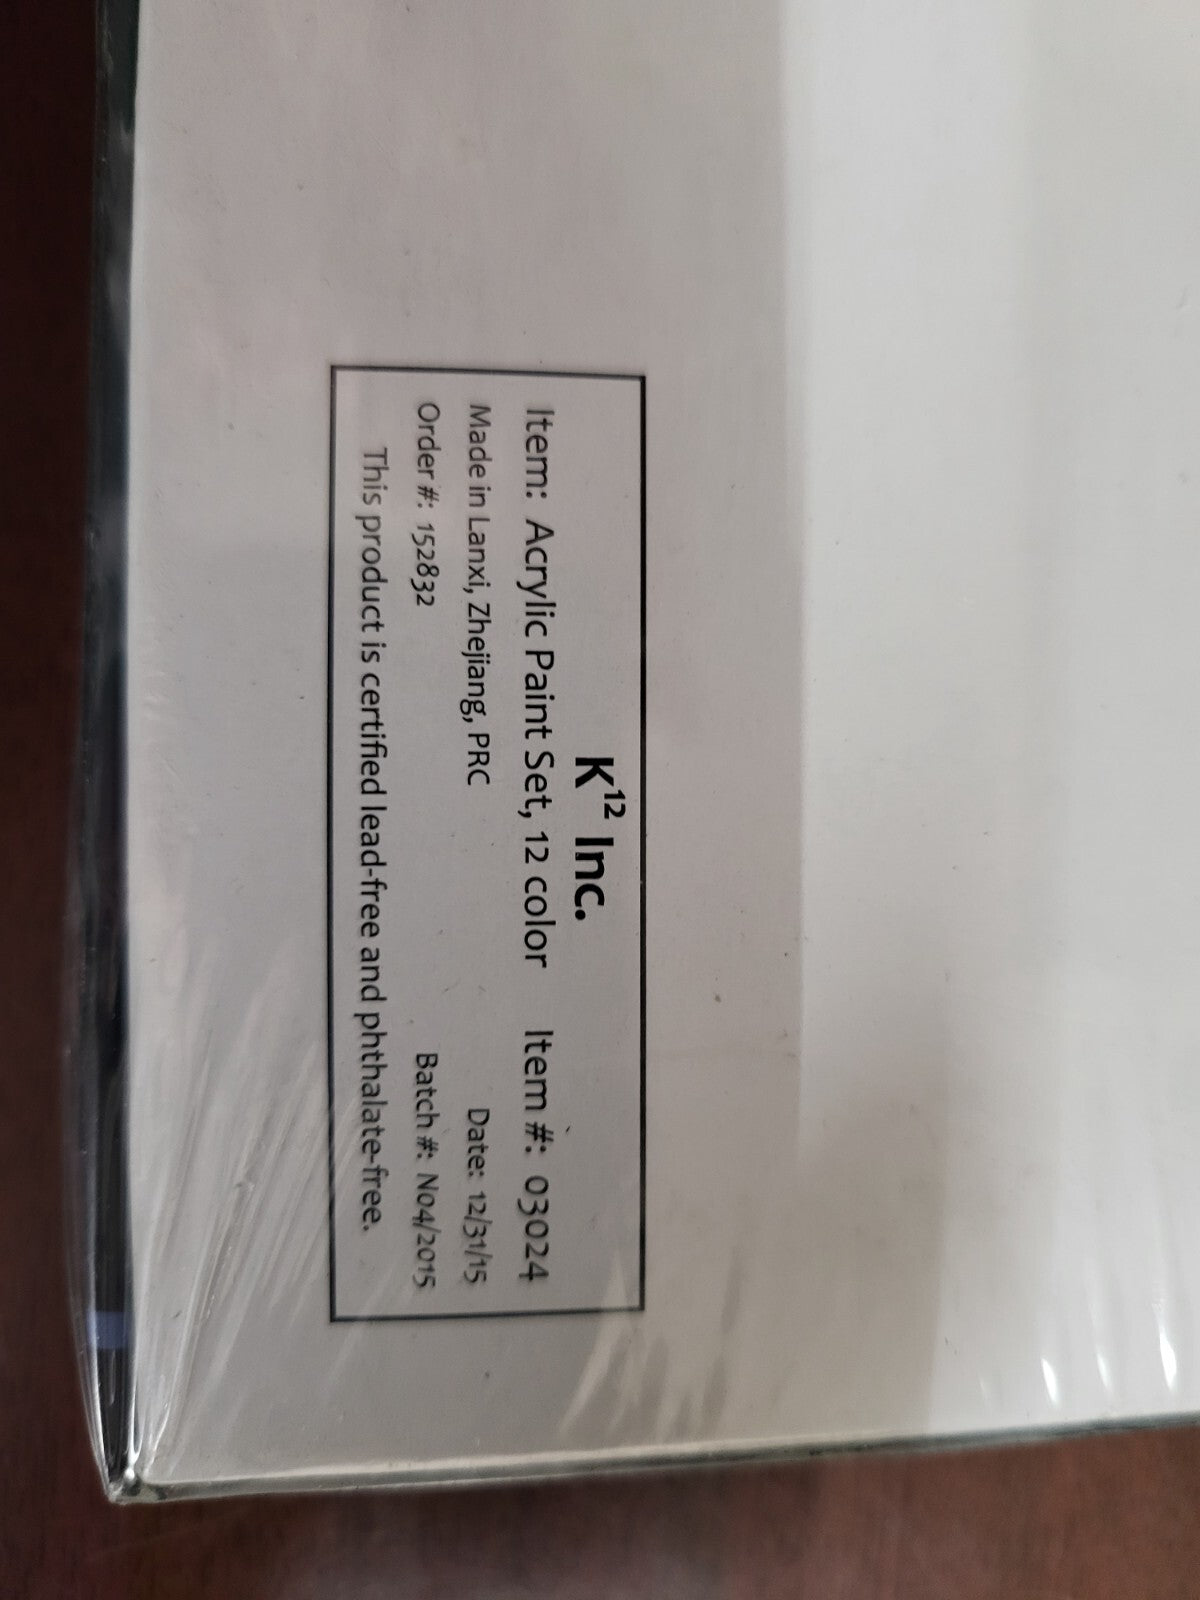 K¹² Inc.
Item: Acrylic Paint Set, 12 color Item #: 03024
Made in Lanxi, Zhejiang, PRC Date: 12/31/15
Order #: 152832 Batch #: N04/2015
This product is certified lead-free and phthalate-free.